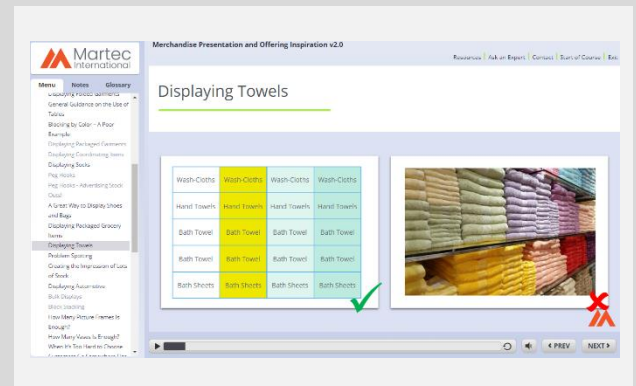 Martec
International
Merchandise Presentation and Offering Inspiration v2.0
Resources | Ask an Expert | Contact | Start of Course | Exit
Menu Notes Glossary
General Guidance on the Use of
Tables
Blocking by Color - A Poor
Example
Displaying Packaged Garments
Displaying Coordinating Items
Displaying Socks
Peg Hooks
Peg Hooks - Advertising Stock
A Great Way to Display Shoes
and Bags
Displaying Packaged Grocery
Items
Displaying Towels
Problem Spotting
Creating the Impression of Lots
of Stock
Displaying Automotive
Bulk Displays
Block Stacking
How Many Picture Frames Is
Enough?
How Many Vases Is Enough?
When It's Too Hard to Choose
Displaying Towels
Wash-Cloths Wash-Cloths Wash-Cloths Wash-Cloths
Hand Towels Hand Towels Hand Towels Hand Towels
Bath Towel Bath Towel Bath Towel Bath Towel
Bath Towel Bath Towel Bath Towel Bath Towel
Bath Sheets Bath Sheets Bath Sheets Bath Sheets
PREV NEXT